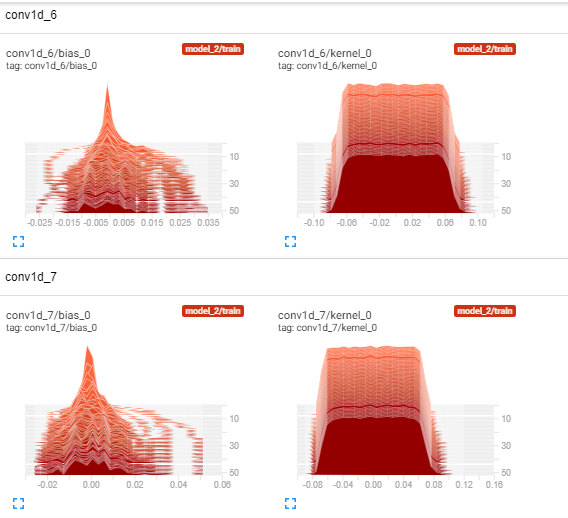 conv1d_6
conv1d_6/bias_0
model_2/train
tag: conv1d_6/bias_0
10
30
50
-0.025 -0.015 -0.005 0.005 0.015 0.025 0.035
conv1d_6/kernel_0
model_2/train
tag: conv1d_6/kernel_0
10
30
50
-0.10 -0.06 -0.02 0.02 0.06 0.10
conv1d_7
conv1d_7/bias_0
model_2/train
tag: conv1d_7/bias_0
10
30
50
-0.02 0.00 0.02 0.04 0.06
conv1d_7/kernel_0
model_2/train
tag: conv1d_7/kernel_0
10
30
50
-0.08 -0.04 0.00 0.04 0.08 0.12 0.16